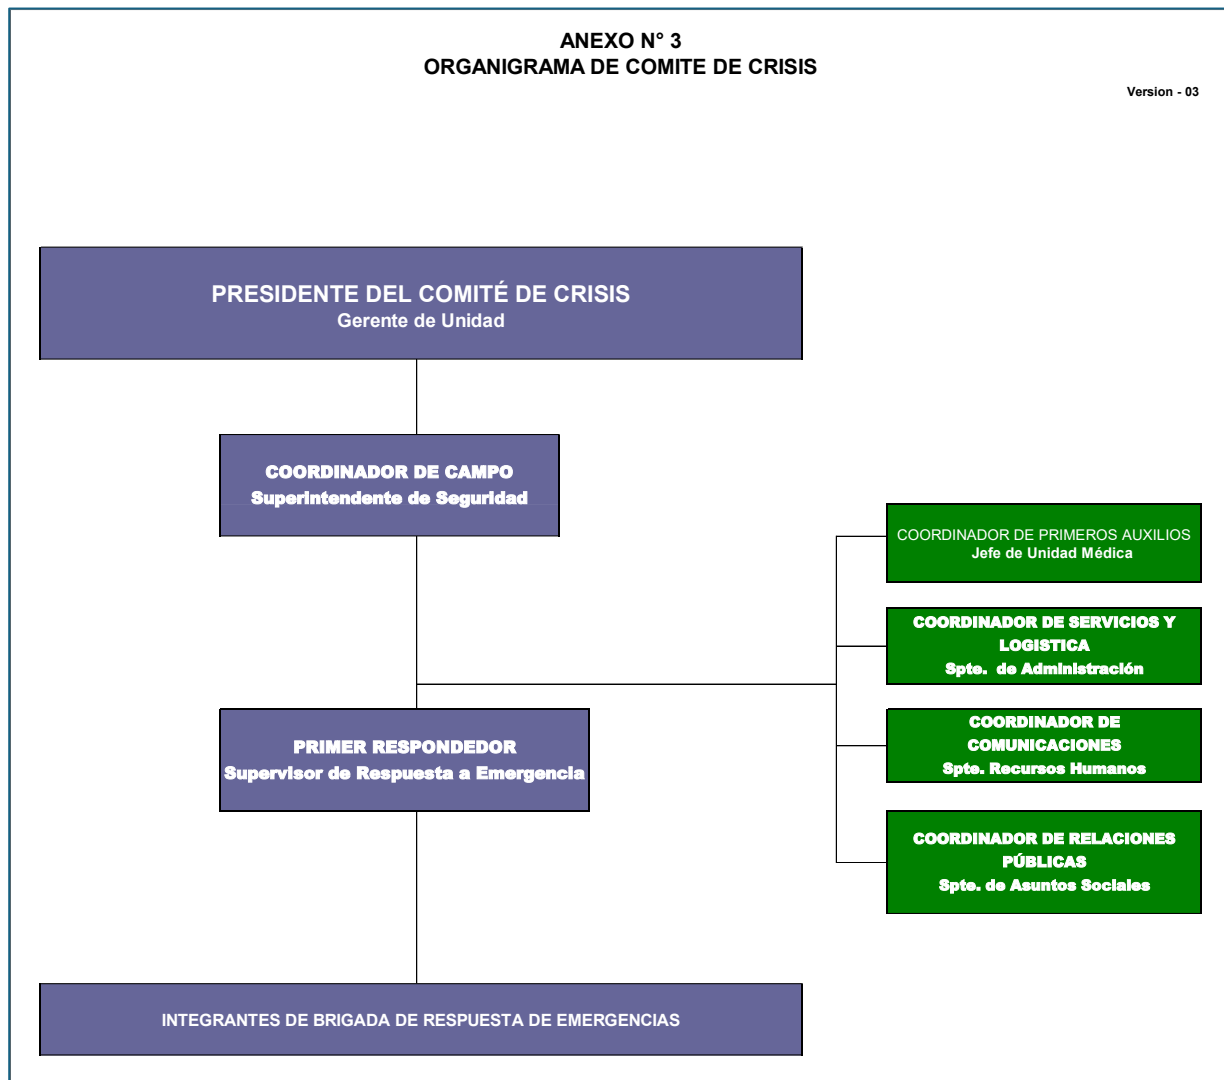 ANEXO N° 3
ORGANIGRAMA DE COMITE DE CRISIS
Version - 03
PRESIDENTE DEL COMITÉ DE CRISIS
Gerente de Unidad
COORDINADOR DE CAMPO
Superintendente de Seguridad
COORDINADOR DE PRIMEROS AUXILIOS
Jefe de Unidad Médica
COORDINADOR DE SERVICIOS Y
LOGISTICA
Spte. de Administración
PRIMER RESPONDEDOR
Supervisor de Respuesta a Emergencia
COORDINADOR DE
COMUNICACIONES
Spte. Recursos Humanos
COORDINADOR DE RELACIONES
PÚBLICAS
Spte. de Asuntos Sociales
INTEGRANTES DE BRIGADA DE RESPUESTA DE EMERGENCIAS